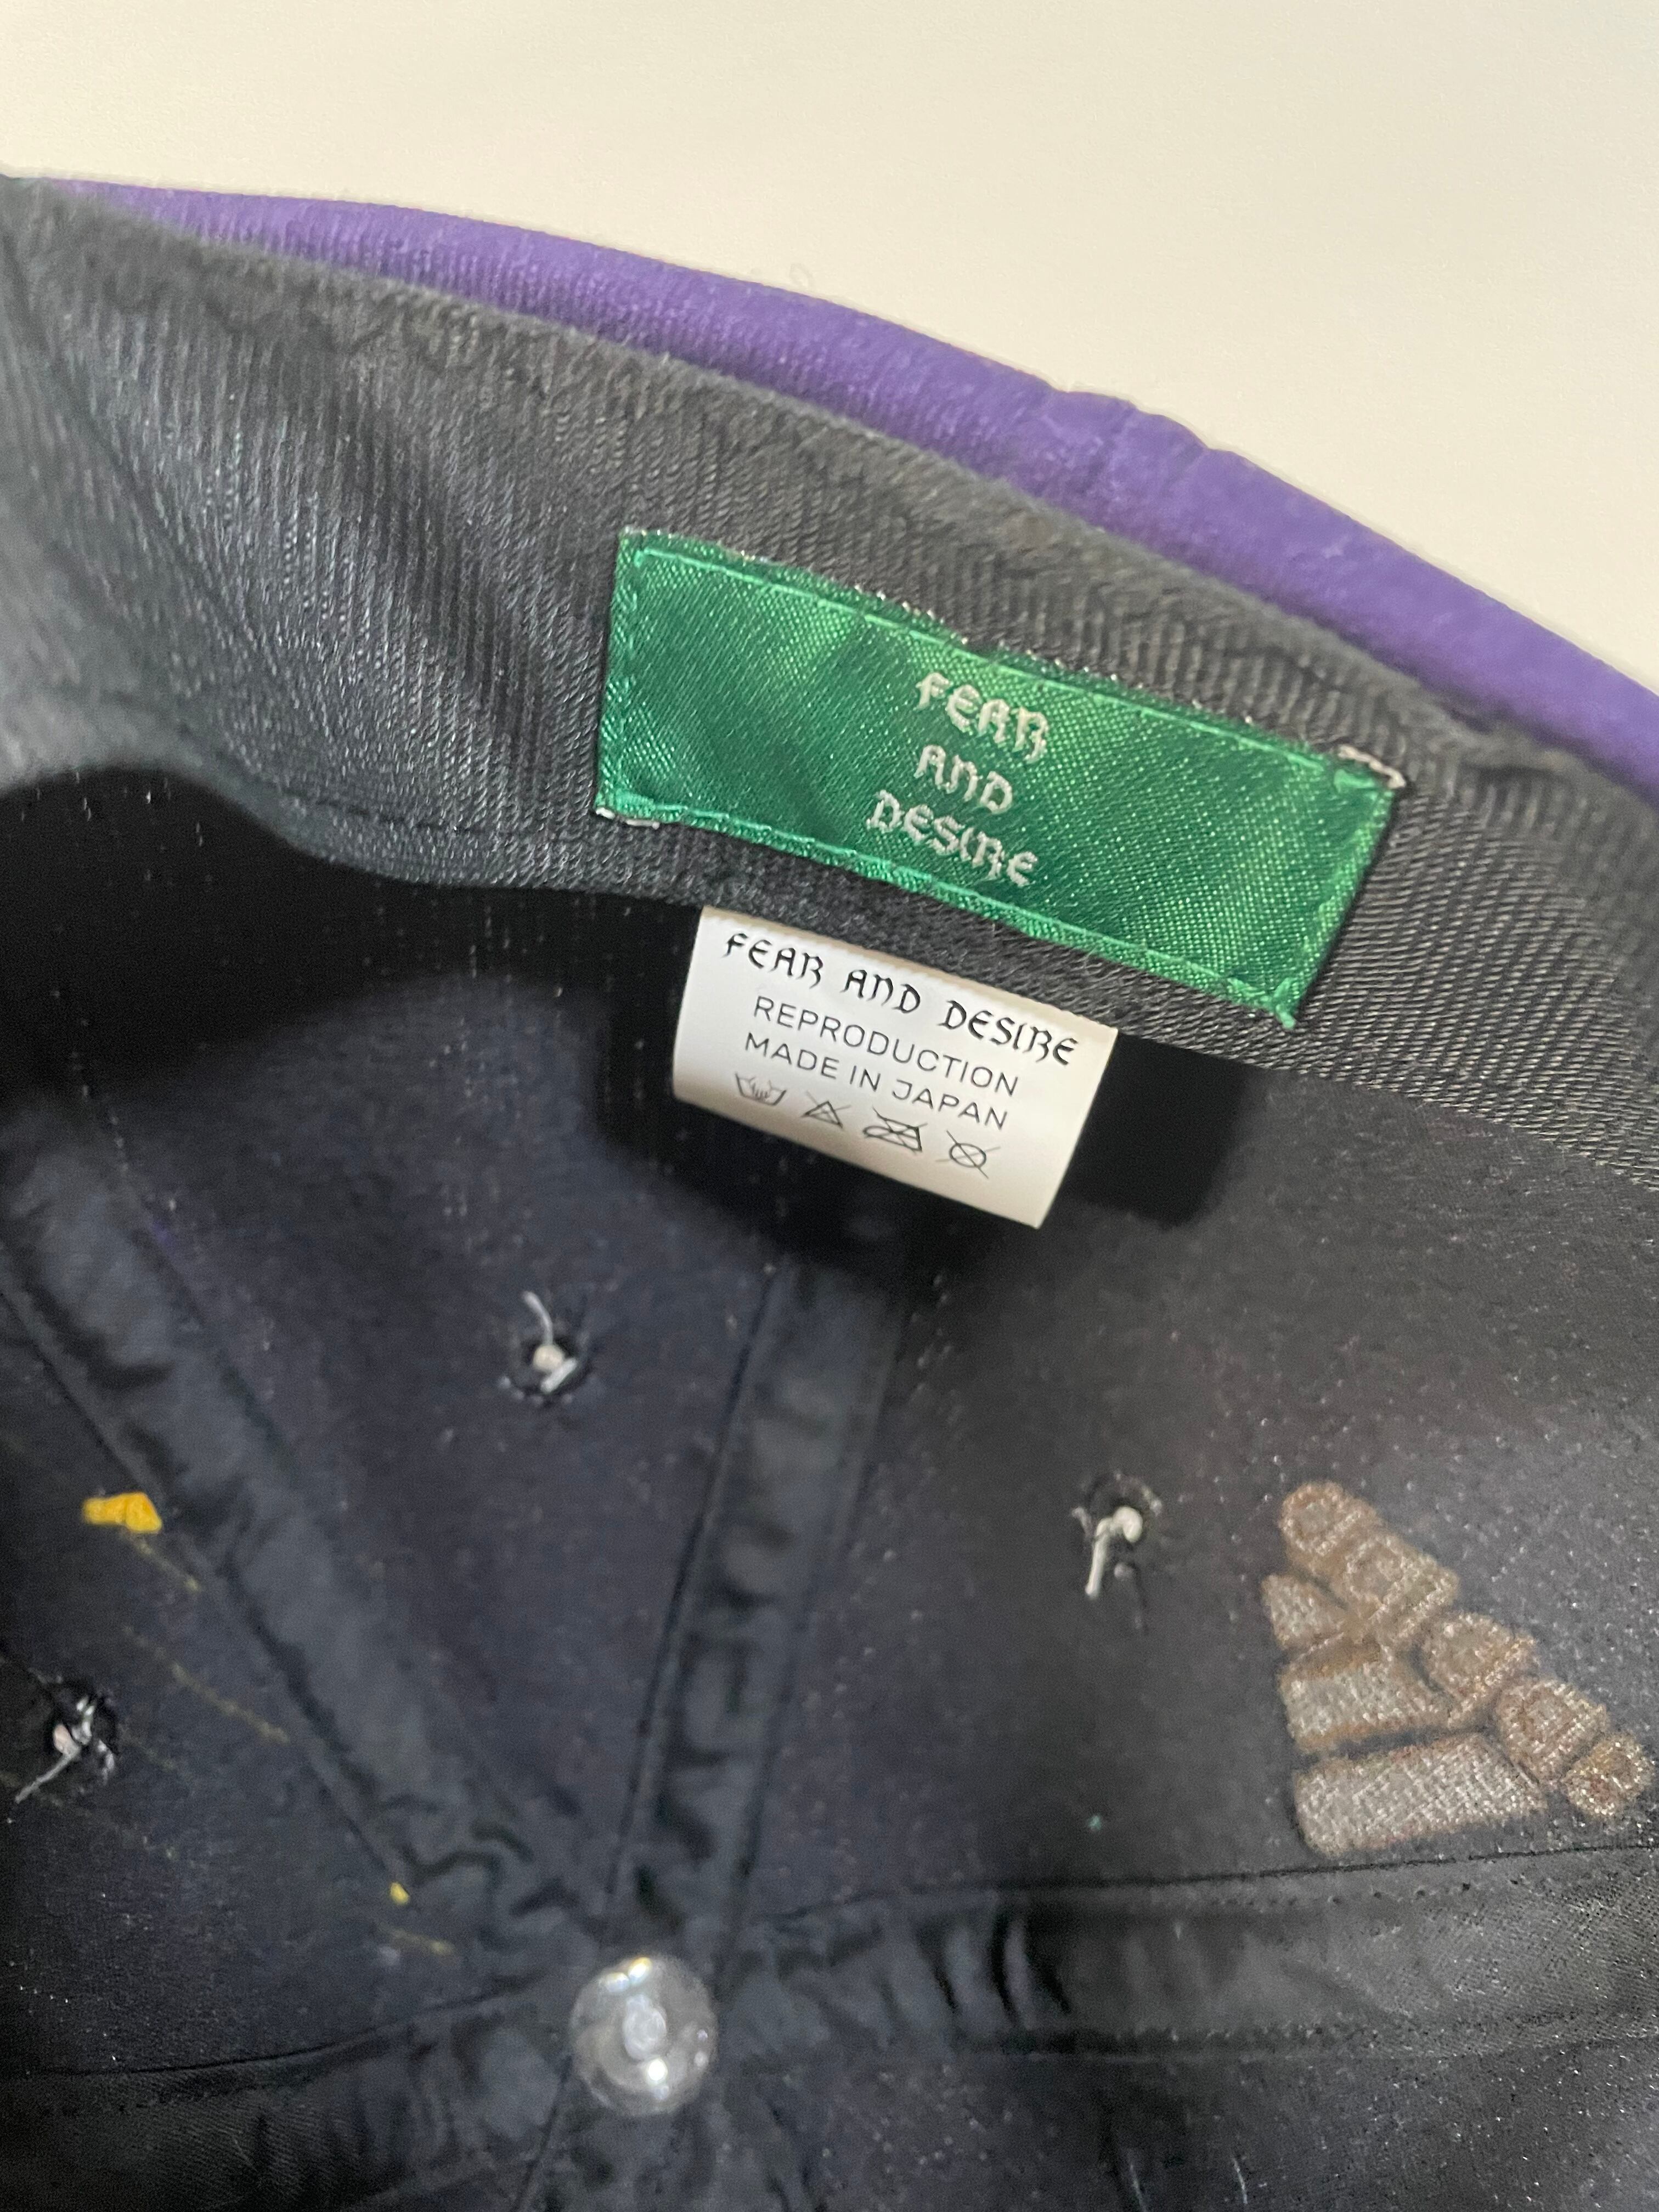 FEAR
AND
DESIRE
FEAR AND DESIRE
REPRODUCTION
MADE IN JAPAN